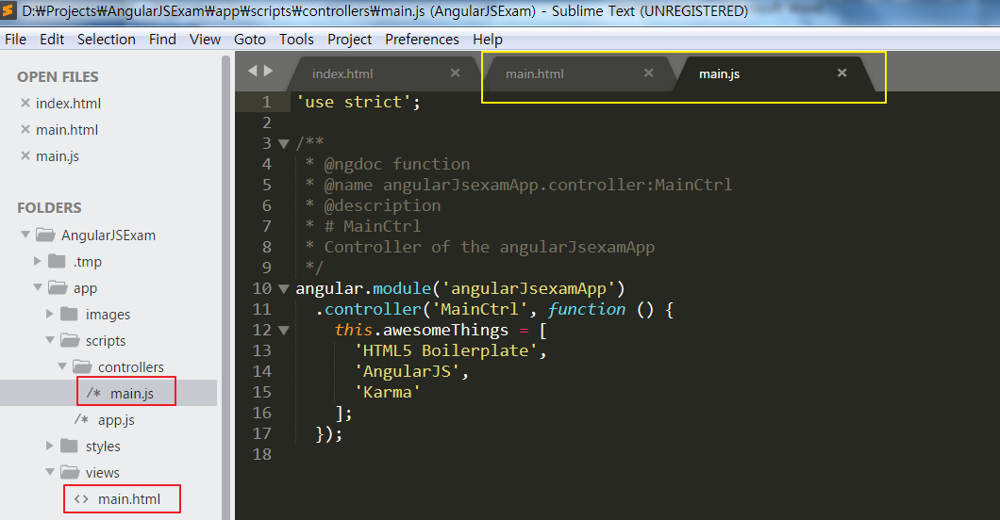 D:₩Projects₩AngularJSExam₩app₩scripts₩controllers₩main.js (AngularJSExam) - Sublime Text (UNREGISTERED)
File Edit Selection Find View Goto Tools Project Preferences Help
OPEN FILES
index.html
main.html
main.js
FOLDERS
AngularJSExam
.tmp
app
images
scripts
controllers
/* main.js
/* app.js
styles
views
<> main.html
index.html main.html main.js
1 'use strict';
2
3 /**
4 * @ngdoc function
5 * @name angularJsexamApp.controller:MainCtrl
6 * @description
7 * # MainCtrl
8 * Controller of the angularJsexamApp
9 */
10 angular.module('angularJsexamApp')
11 .controller('MainCtrl', function () {
12 this.awesomeThings = [
13 'HTML5 Boilerplate',
14 'AngularJS',
15 'Karma'
16 ];
17 });
18